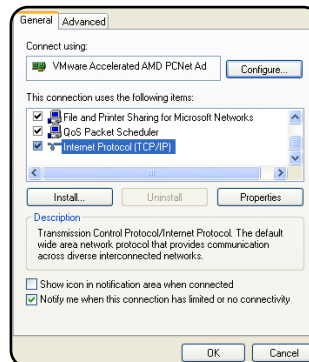 General
Advanced
Connect using:
VMware Accelerated AMD PCNet Ad
Configure...
This connection uses the following items:
File and Printer Sharing for Microsoft Networks
QoS Packet Scheduler
Internet Protocol (TCP/IP)
Install...
Uninstall
Properties
Description
Transmission Control Protocol/Internet Protocol. The default
wide area network protocol that provides communication
across diverse interconnected networks.
Show icon in notification area when connected
Notify me when this connection has limited or no connectivity
OK
Cancel